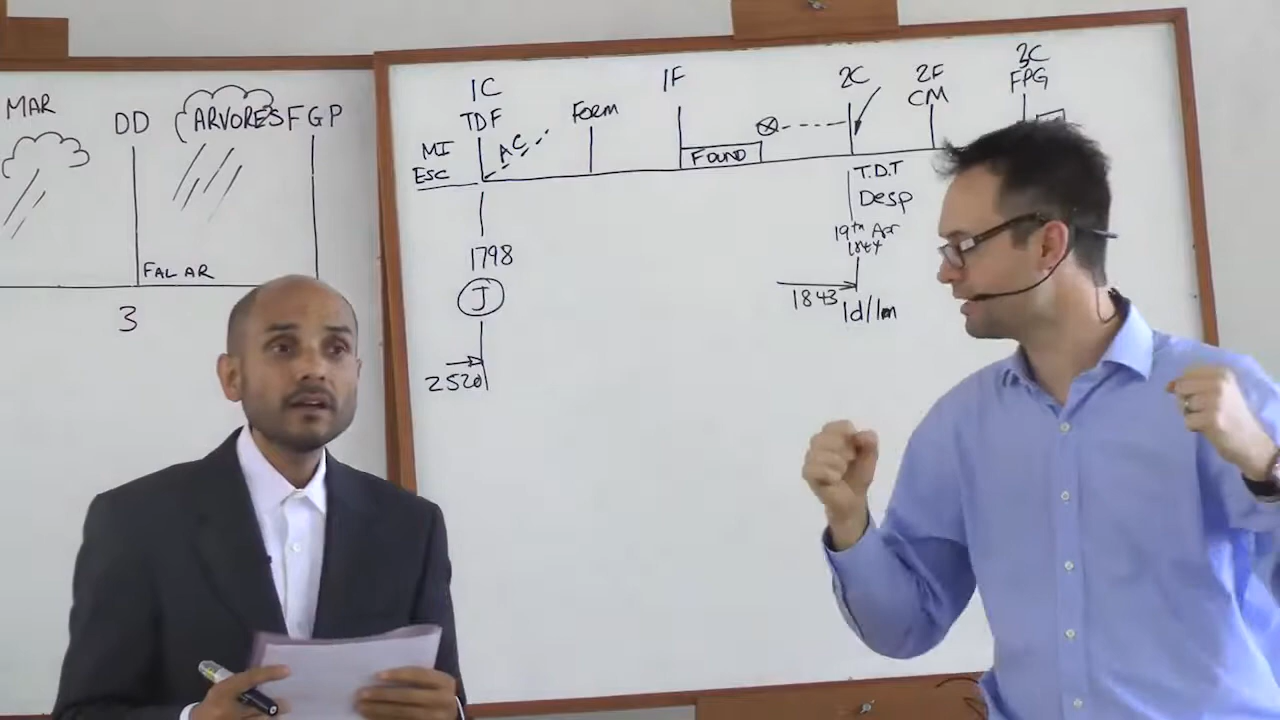 MAR
DD
ARVORES F G P
FAL AR
3
1C
TDF
MI
ESC
AC
Form
1F
FOUND
2C
2F
CM
3C
FPG
1798
J
2520
T.D.T
Desp
19th Apr
1844
1843
1d/1m